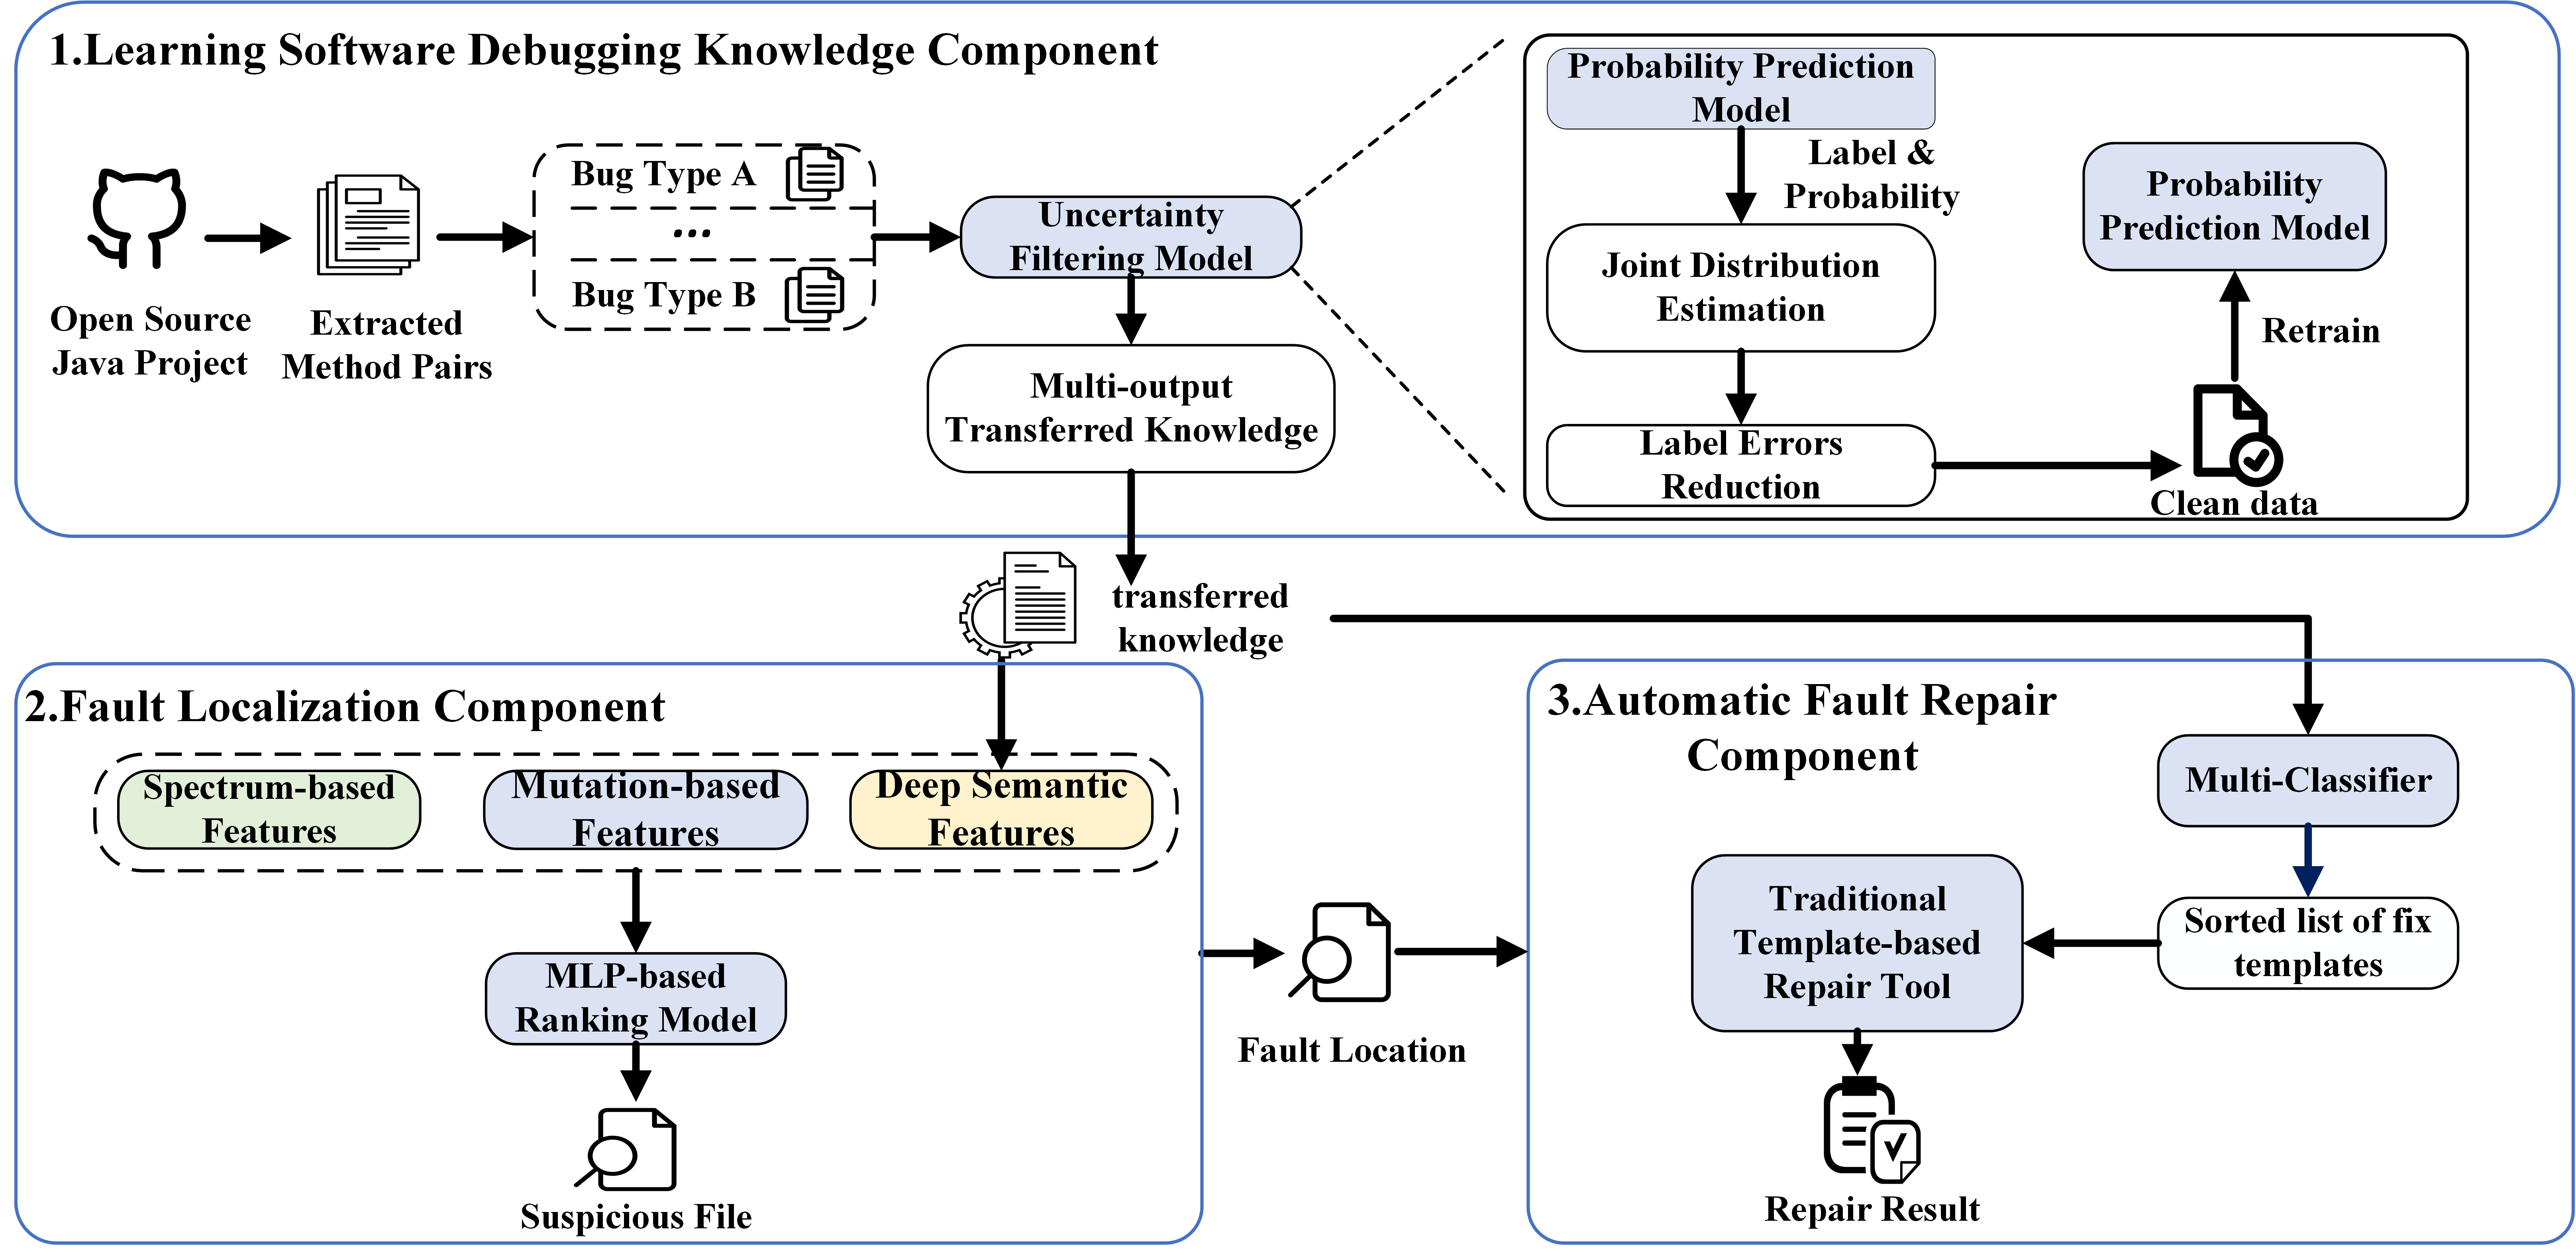 1.Learning Software Debugging Knowledge Component
Open Source
Java Project
Extracted
Method Pairs
Bug Type A
...
Bug Type B
Uncertainty
Filtering Model
Multi-output
Transferred Knowledge
Probability Prediction
Model
Label &
Probability
Joint Distribution
Estimation
Label Errors
Reduction
Clean data
Retrain
Probability
Prediction Model
transferred
knowledge
2.Fault Localization Component
Spectrum-based
Features
Mutation-based
Features
Deep Semantic
Features
MLP-based
Ranking Model
Suspicious File
Fault Location
3.Automatic Fault Repair
Component
Multi-Classifier
Sorted list of fix
templates
Traditional
Template-based
Repair Tool
Repair Result